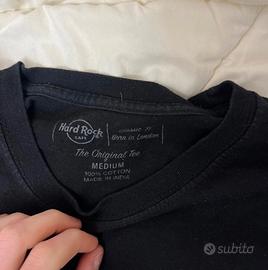 Hard Rock
CAFE
Born in London
The Original Tee
MEDIUM
100% COTTON
MADE IN INDIA
subito